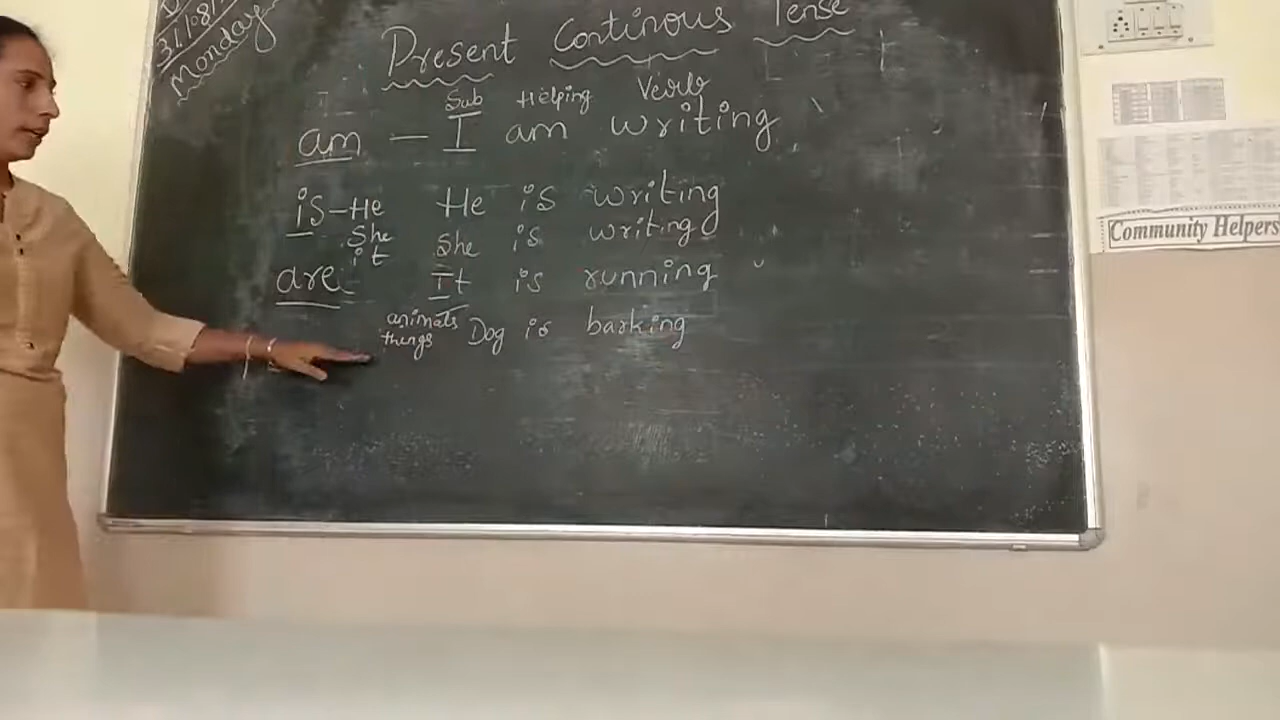 31/08/
Monday
Present Continous Tense
Sub Helping Verb
am - I am writing
is - He He is writing
She She is writing
it
are It is running
animals
things Dog is barking
Community Helpers